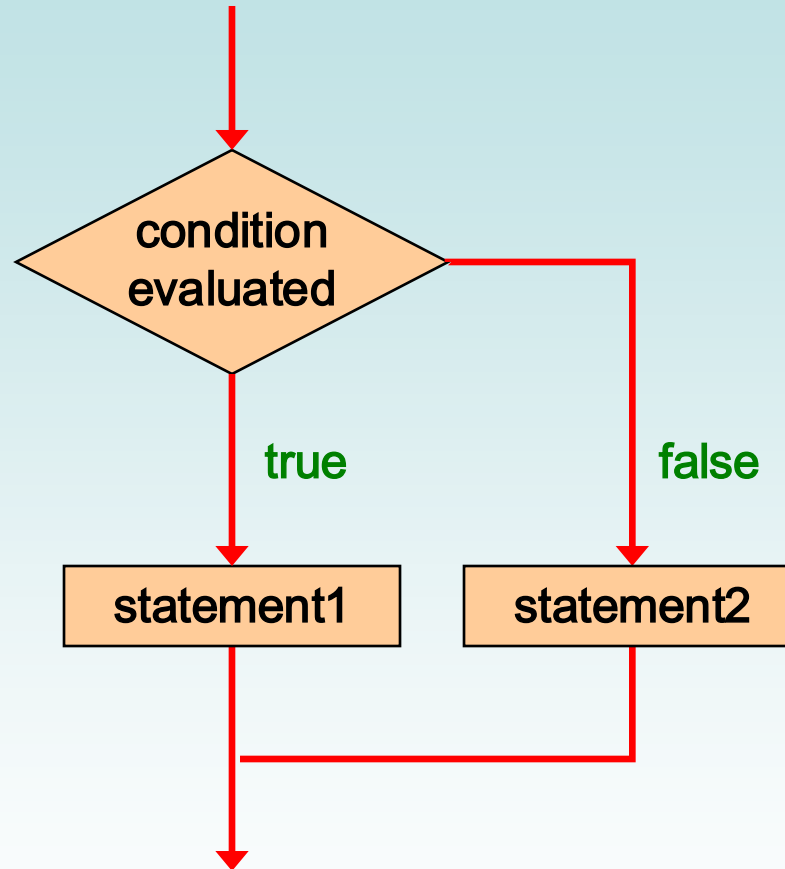 condition
evaluated
true
false
statement1
statement2